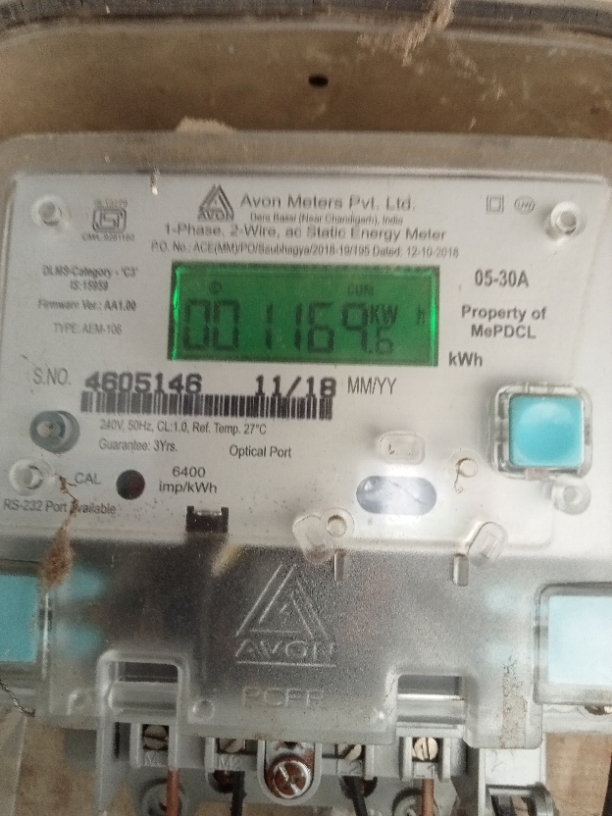 AVON
Avon Meters Pvt. Ltd.
Dera Bassi (Near Chandigarh), India
1-Phase, 2-Wire, ac Static Energy Meter
P.O. No.: ACE(MM)/PO/Saubhagya/2018-19/195 Dated: 12-10-2018
DLMS-Category - 'C3'
IS:15959
Firmware Ver.: AA1.00
TYPE: AEM-106
CUM
001169.6 KW h
05-30A
Property of
MePDCL
kWh
S.NO. 4605146 11/18 MM/YY
240V, 50Hz, CL:1.0, Ref. Temp. 27°C
Guarantee: 3Yrs.
Optical Port
CAL
6400
imp/kWh
RS-232 Port Available
AVON